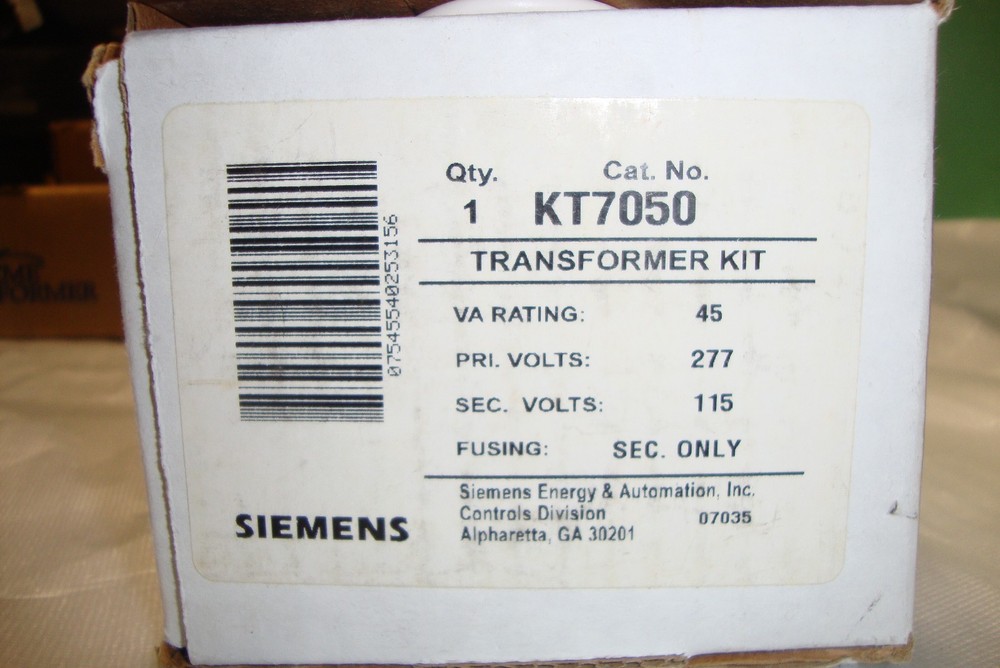 Qty. Cat. No.
1 KT7050
TRANSFORMER KIT
VA RATING: 45
PRI. VOLTS: 277
SEC. VOLTS: 115
FUSING: SEC. ONLY
Siemens Energy & Automation, Inc.
Controls Division 07035
Alpharetta, GA 30201
SIEMENS
07545540253156